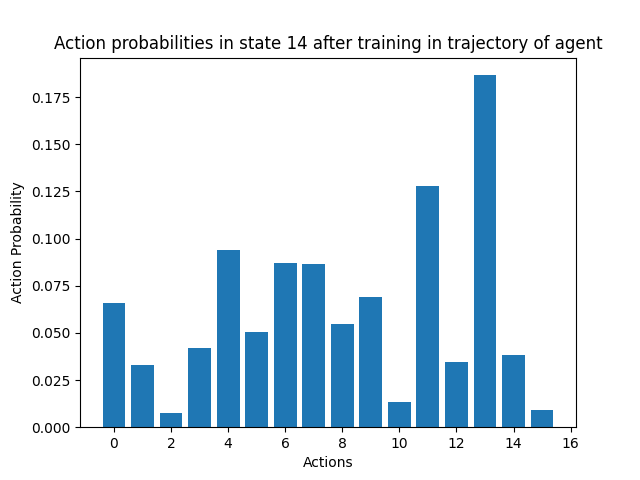 Action probabilities in state 14 after training in trajectory of agent
0.175
0.150
0.125
0.100
0.075
0.050
0.025
0.000
Action Probability
0 2 4 6 8 10 12 14 16
Actions